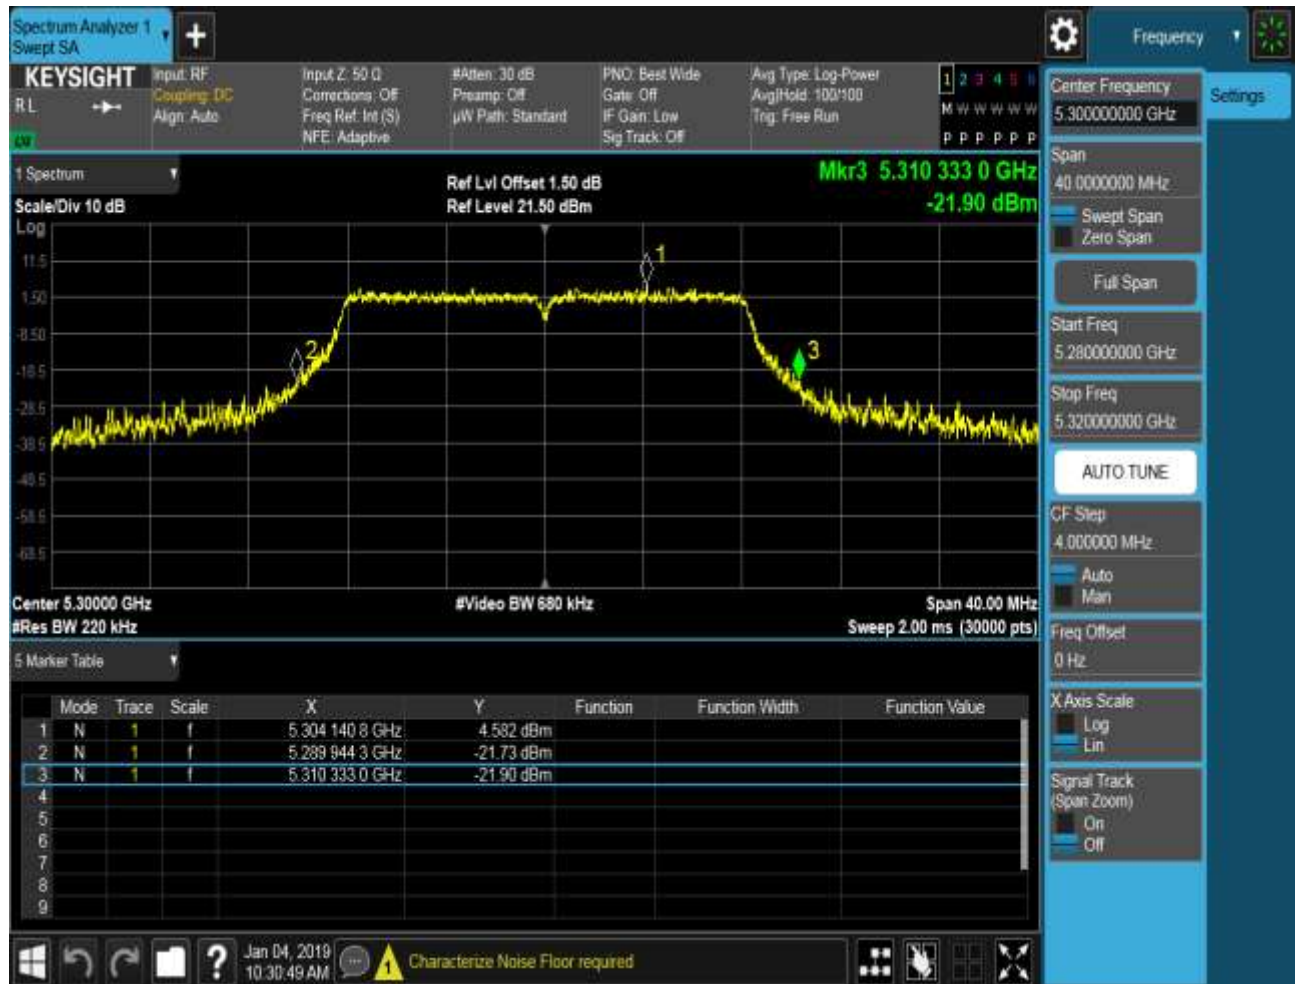 Spectrum Analyzer 1
Swept SA
Frequency
KEYSIGHT
R L
Input: RF
Coupling: DC
Align: Auto
Input Z: 50 Ω
Corrections: Off
Freq Ref: Int (S)
NFE: Adaptive
#Atten: 30 dB
Preamp: Off
µW Path: Standard
PNO: Best Wide
Gate: Off
IF Gain: Low
Sig Track: Off
Avg Type: Log-Power
Avg|Hold: 100/100
Trig: Free Run
1 2 3 4 5 6
M W W W W W
P P P P P P
1 Spectrum
Scale/Div 10 dB
Ref Lvl Offset 1.50 dB
Ref Level 21.50 dBm
Mkr3 5.310 333 0 GHz
-21.90 dBm
Log
11.5
1.50
-8.50
-18.5
-28.5
-38.5
-48.5
-58.5
-68.5
1
2
3
Center 5.30000 GHz
#Res BW 220 kHz
#Video BW 680 kHz
Span 40.00 MHz
Sweep 2.00 ms (30000 pts)
5 Marker Table
Mode Trace Scale X Y Function Function Width Function Value
1 N 1 f 5.304 140 8 GHz 4.582 dBm
2 N 1 f 5.289 944 3 GHz -21.73 dBm
3 N 1 f 5.310 333 0 GHz -21.90 dBm
4
5
6
7
8
9
Center Frequency
5.300000000 GHz
Settings
Span
40.0000000 MHz
Swept Span
Zero Span
Full Span
Start Freq
5.280000000 GHz
Stop Freq
5.320000000 GHz
AUTO TUNE
CF Step
4.000000 MHz
Auto
Man
Freq Offset
0 Hz
X Axis Scale
Log
Lin
Signal Track
(Span Zoom)
On
Off
?
Jan 04, 2019
10:30:49 AM
1
Characterize Noise Floor required